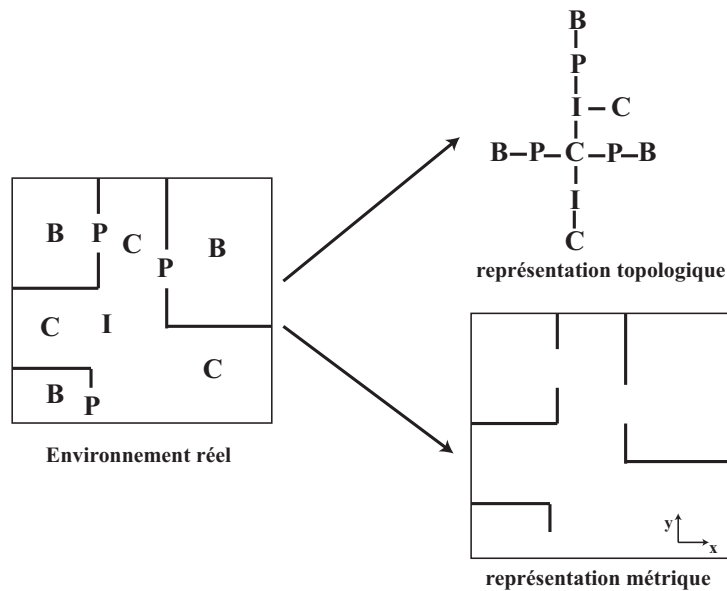 B
P
I C
B P C P B
I
C
représentation topologique
B P C P B
C I C
B P
Environnement réel
y
x
représentation métrique